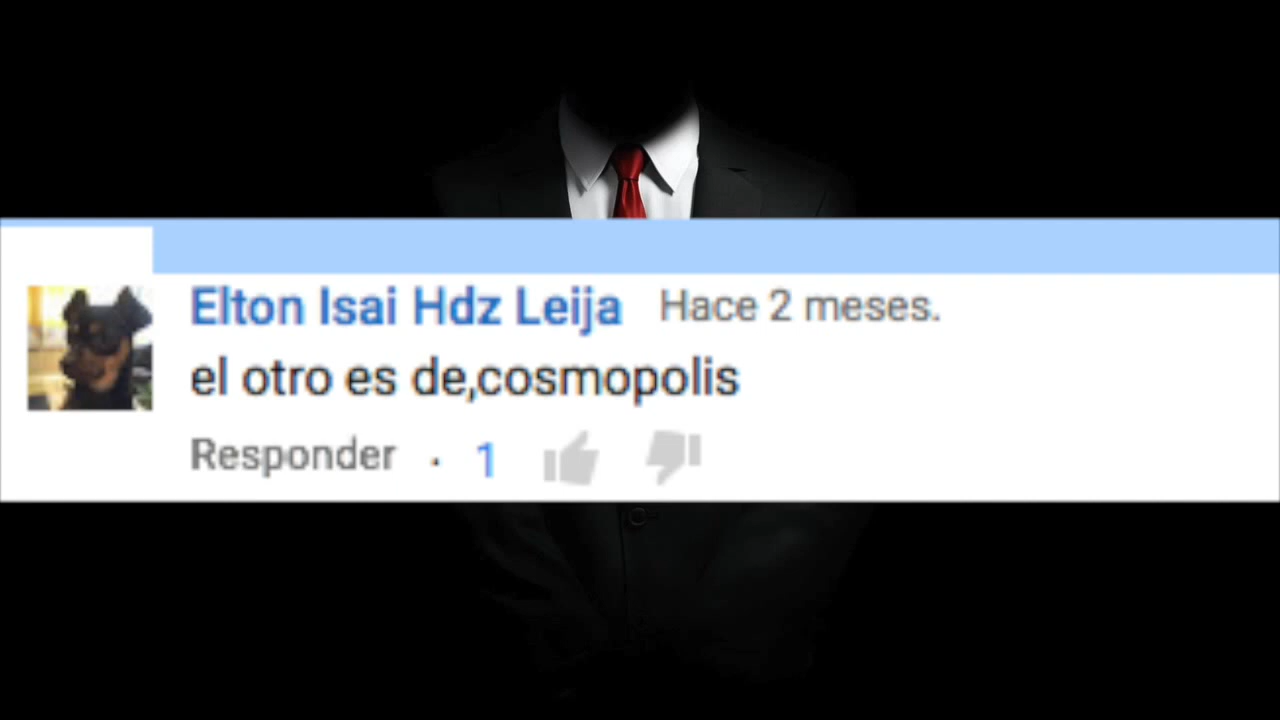 Elton Isai Hdz Leija Hace 2 meses.
el otro es de,cosmopolis
Responder · 1